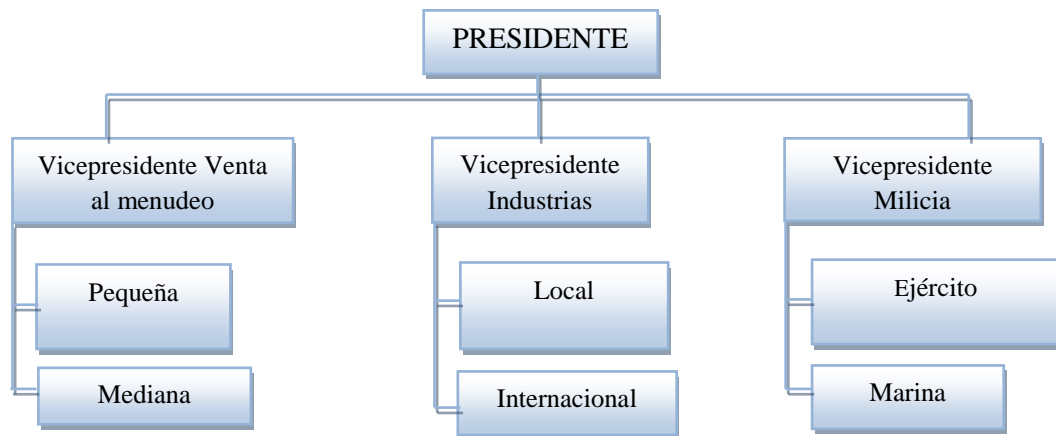 PRESIDENTE
Vicepresidente Venta
al menudeo
Vicepresidente
Industrias
Vicepresidente
Milicia
Pequeña
Local
Ejército
Mediana
Internacional
Marina